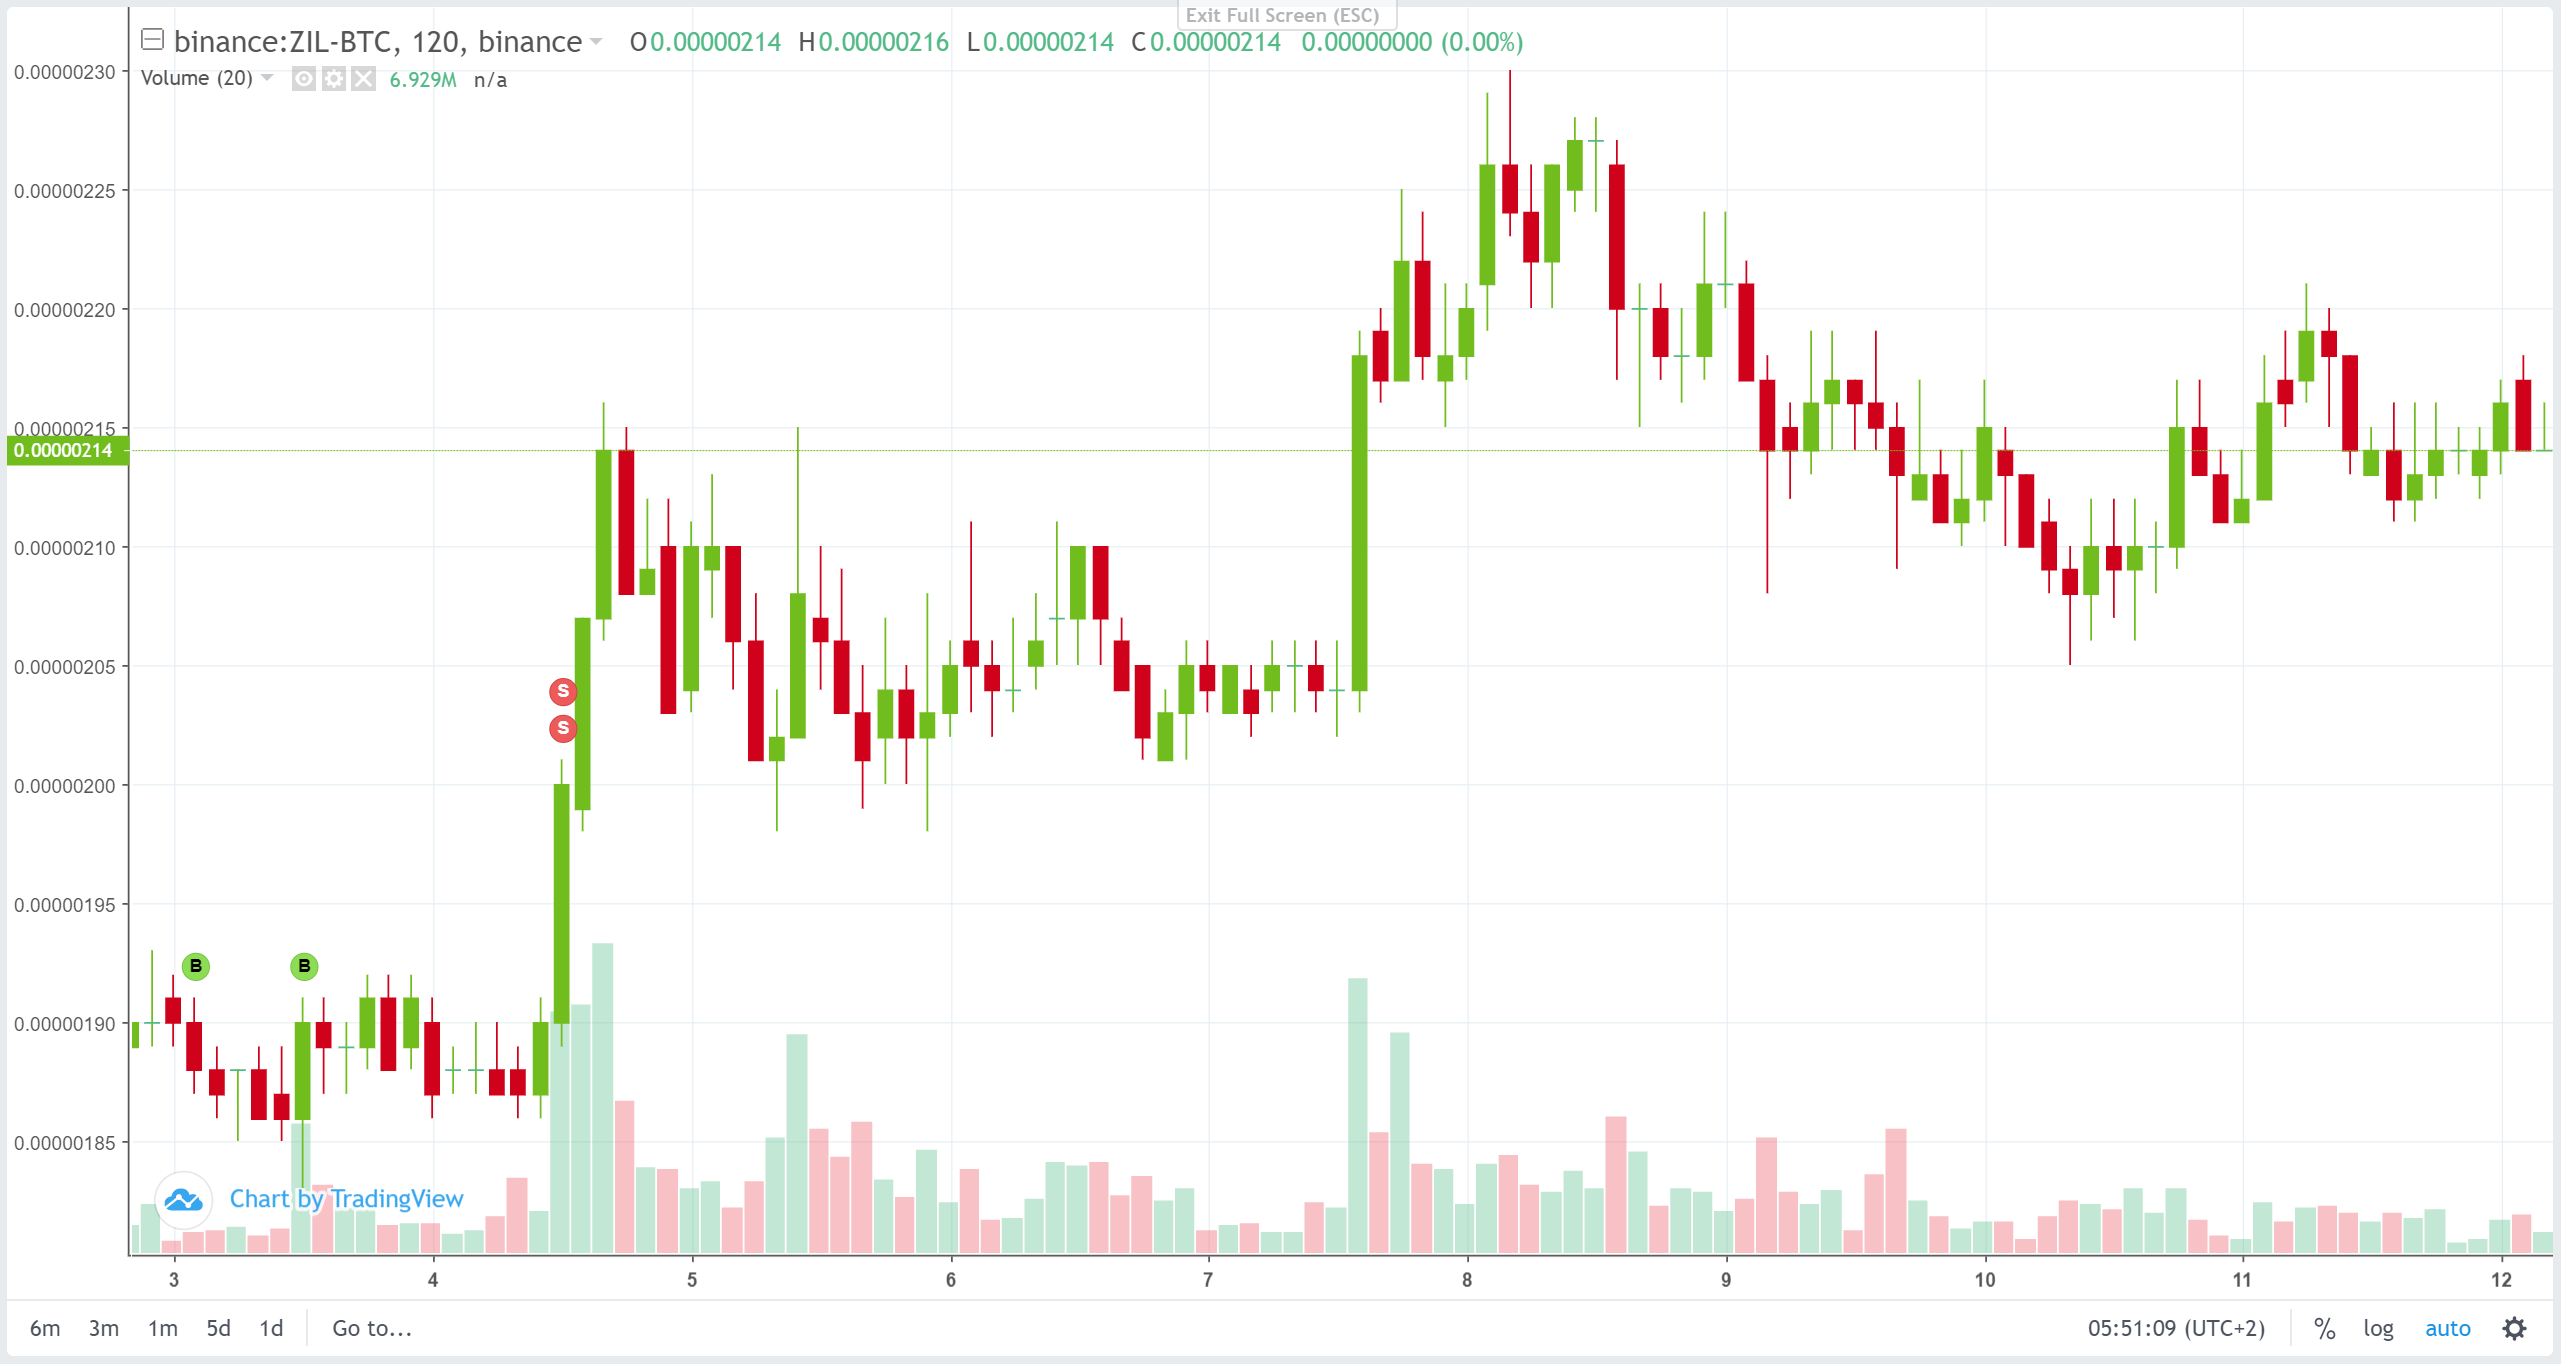 Exit Full Screen (ESC)
binance:ZIL-BTC, 120, binance O0.00000214 H0.00000216 L0.00000214 C0.00000214 0.00000000 (0.00%)
Volume (20) 6.929M n/a
0.00000230
0.00000225
0.00000220
0.00000215
0.00000214
0.00000210
0.00000205
S
S
0.00000200
0.00000195
B B
0.00000190
0.00000185
Chart by TradingView
3 4 5 6 7 8 9 10 11 12
6m 3m 1m 5d 1d Go to... 05:51:09 (UTC+2) % log auto